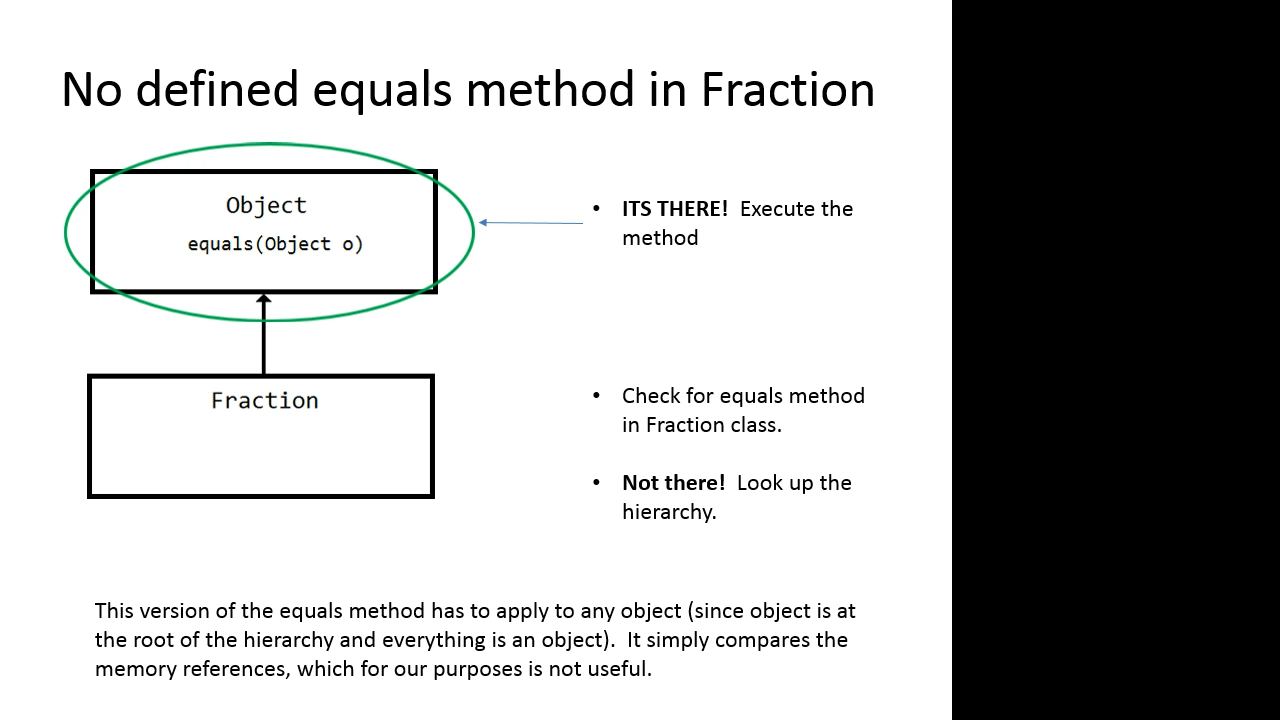 No defined equals method in Fraction
Object
equals(Object o)
• ITS THERE! Execute the
method
Fraction
• Check for equals method
in Fraction class.
• Not there! Look up the
hierarchy.
This version of the equals method has to apply to any object (since object is at
the root of the hierarchy and everything is an object). It simply compares the
memory references, which for our purposes is not useful.